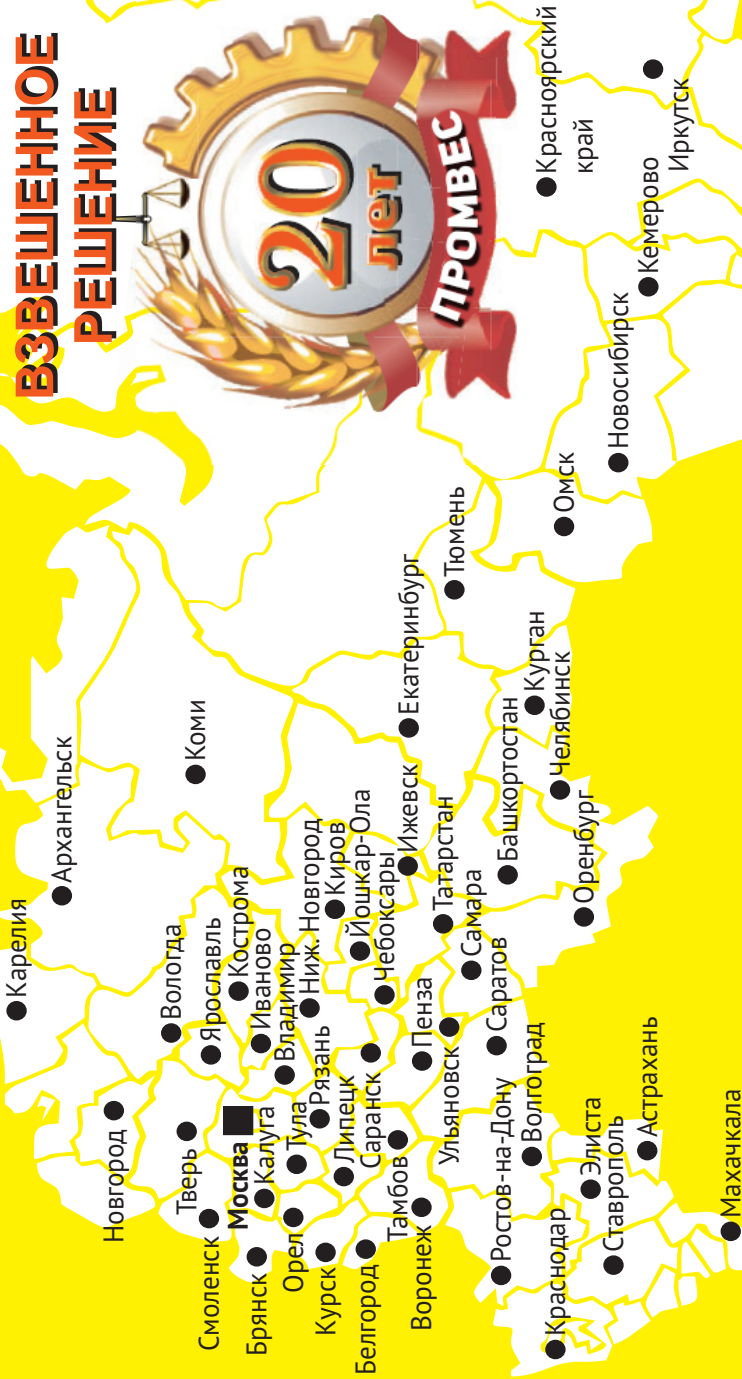 ВЗВЕШЕННОЕ
РЕШЕНИЕ
20
лет
ПРОМВЕС
Карелия
Архангельск
Новгород
Вологда
Коми
Тверь
Ярославль
Смоленск
Кострома
Москва
Иваново
Брянск
Калуга
Владимир
Орел
Тула
Ниж. Новгород
Курск
Рязань
Киров
Белгород
Липецк
Йошкар-Ола
Саранск
Чебоксары
Тамбов
Ижевск
Екатеринбург
Воронеж
Пенза
Татарстан
Тюмень
Ульяновск
Самара
Саратов
Башкортостан
Ростов-на-Дону
Курган
Волгоград
Челябинск
Омск
Краснодар
Оренбург
Элиста
Новосибирск
Ставрополь
Кемерово
Астрахань
Красноярский
край
Иркутск
Махачкала